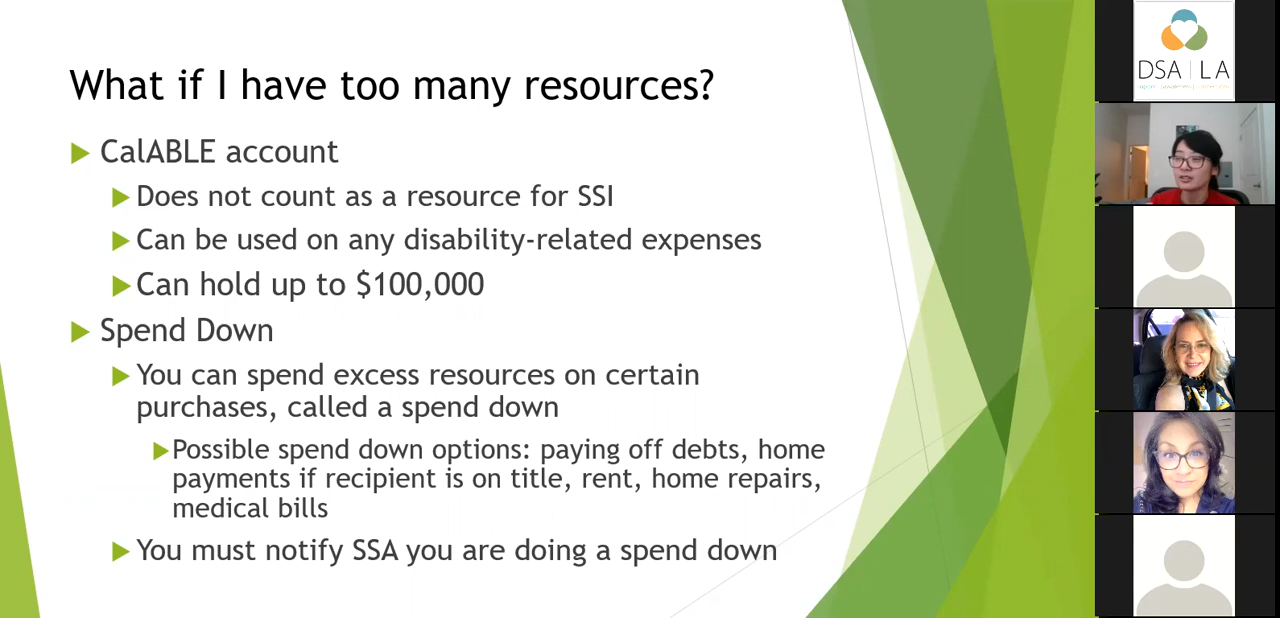 What if I have too many resources?
CalABLE account
Does not count as a resource for SSI
Can be used on any disability-related expenses
Can hold up to $100,000
Spend Down
You can spend excess resources on certain
purchases, called a spend down
Possible spend down options: paying off debts, home
payments if recipient is on title, rent, home repairs,
medical bills
You must notify SSA you are doing a spend down
DSA | LA